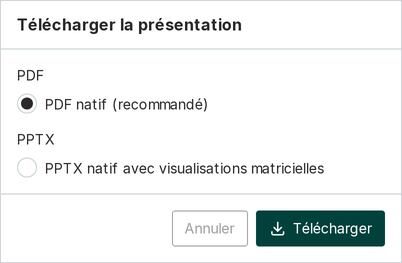 Télécharger la présentation
PDF
PDF natif (recommandé)
PPTX
PPTX natif avec visualisations matricielles
Annuler
Télécharger